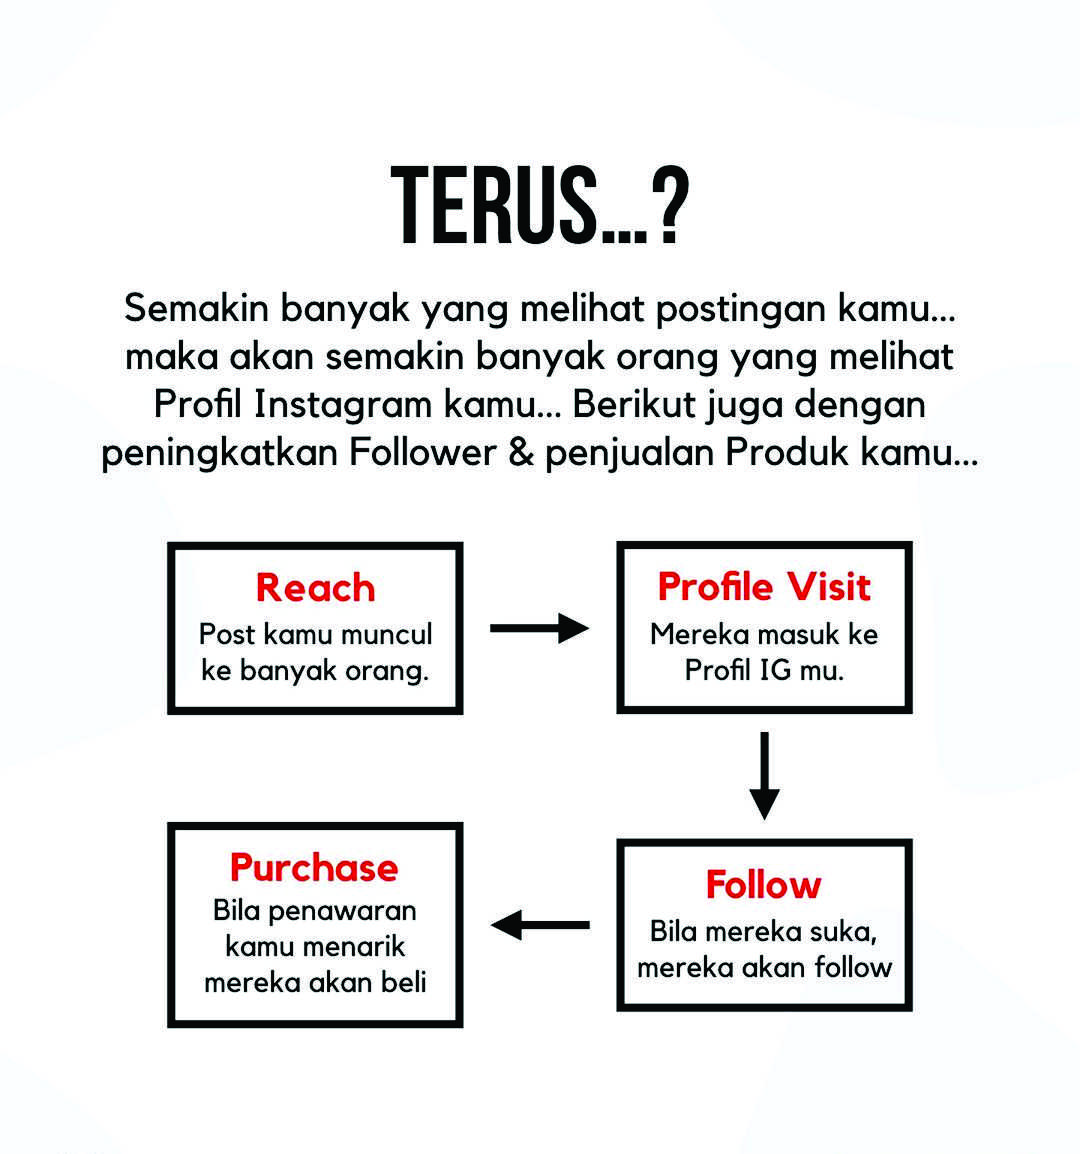 TERUS...?
Semakin banyak yang melihat postingan kamu...
maka akan semakin banyak orang yang melihat
Profil Instagram kamu... Berikut juga dengan
peningkatkan Follower & penjualan Produk kamu...
Reach
Post kamu muncul
ke banyak orang.
Profile Visit
Mereka masuk ke
Profil IG mu.
Follow
Bila mereka suka,
mereka akan follow
Purchase
Bila penawaran
kamu menarik
mereka akan beli